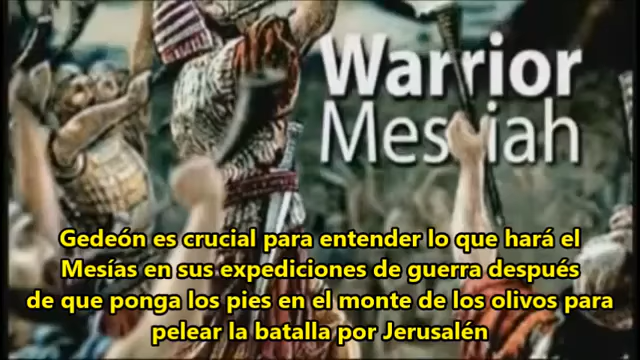 Warrior
Messiah
Gedeón es crucial para entender lo que hará el
Mesías en sus expediciones de guerra después
de que ponga los pies en el monte de los olivos para
pelear la batalla por Jerusalén